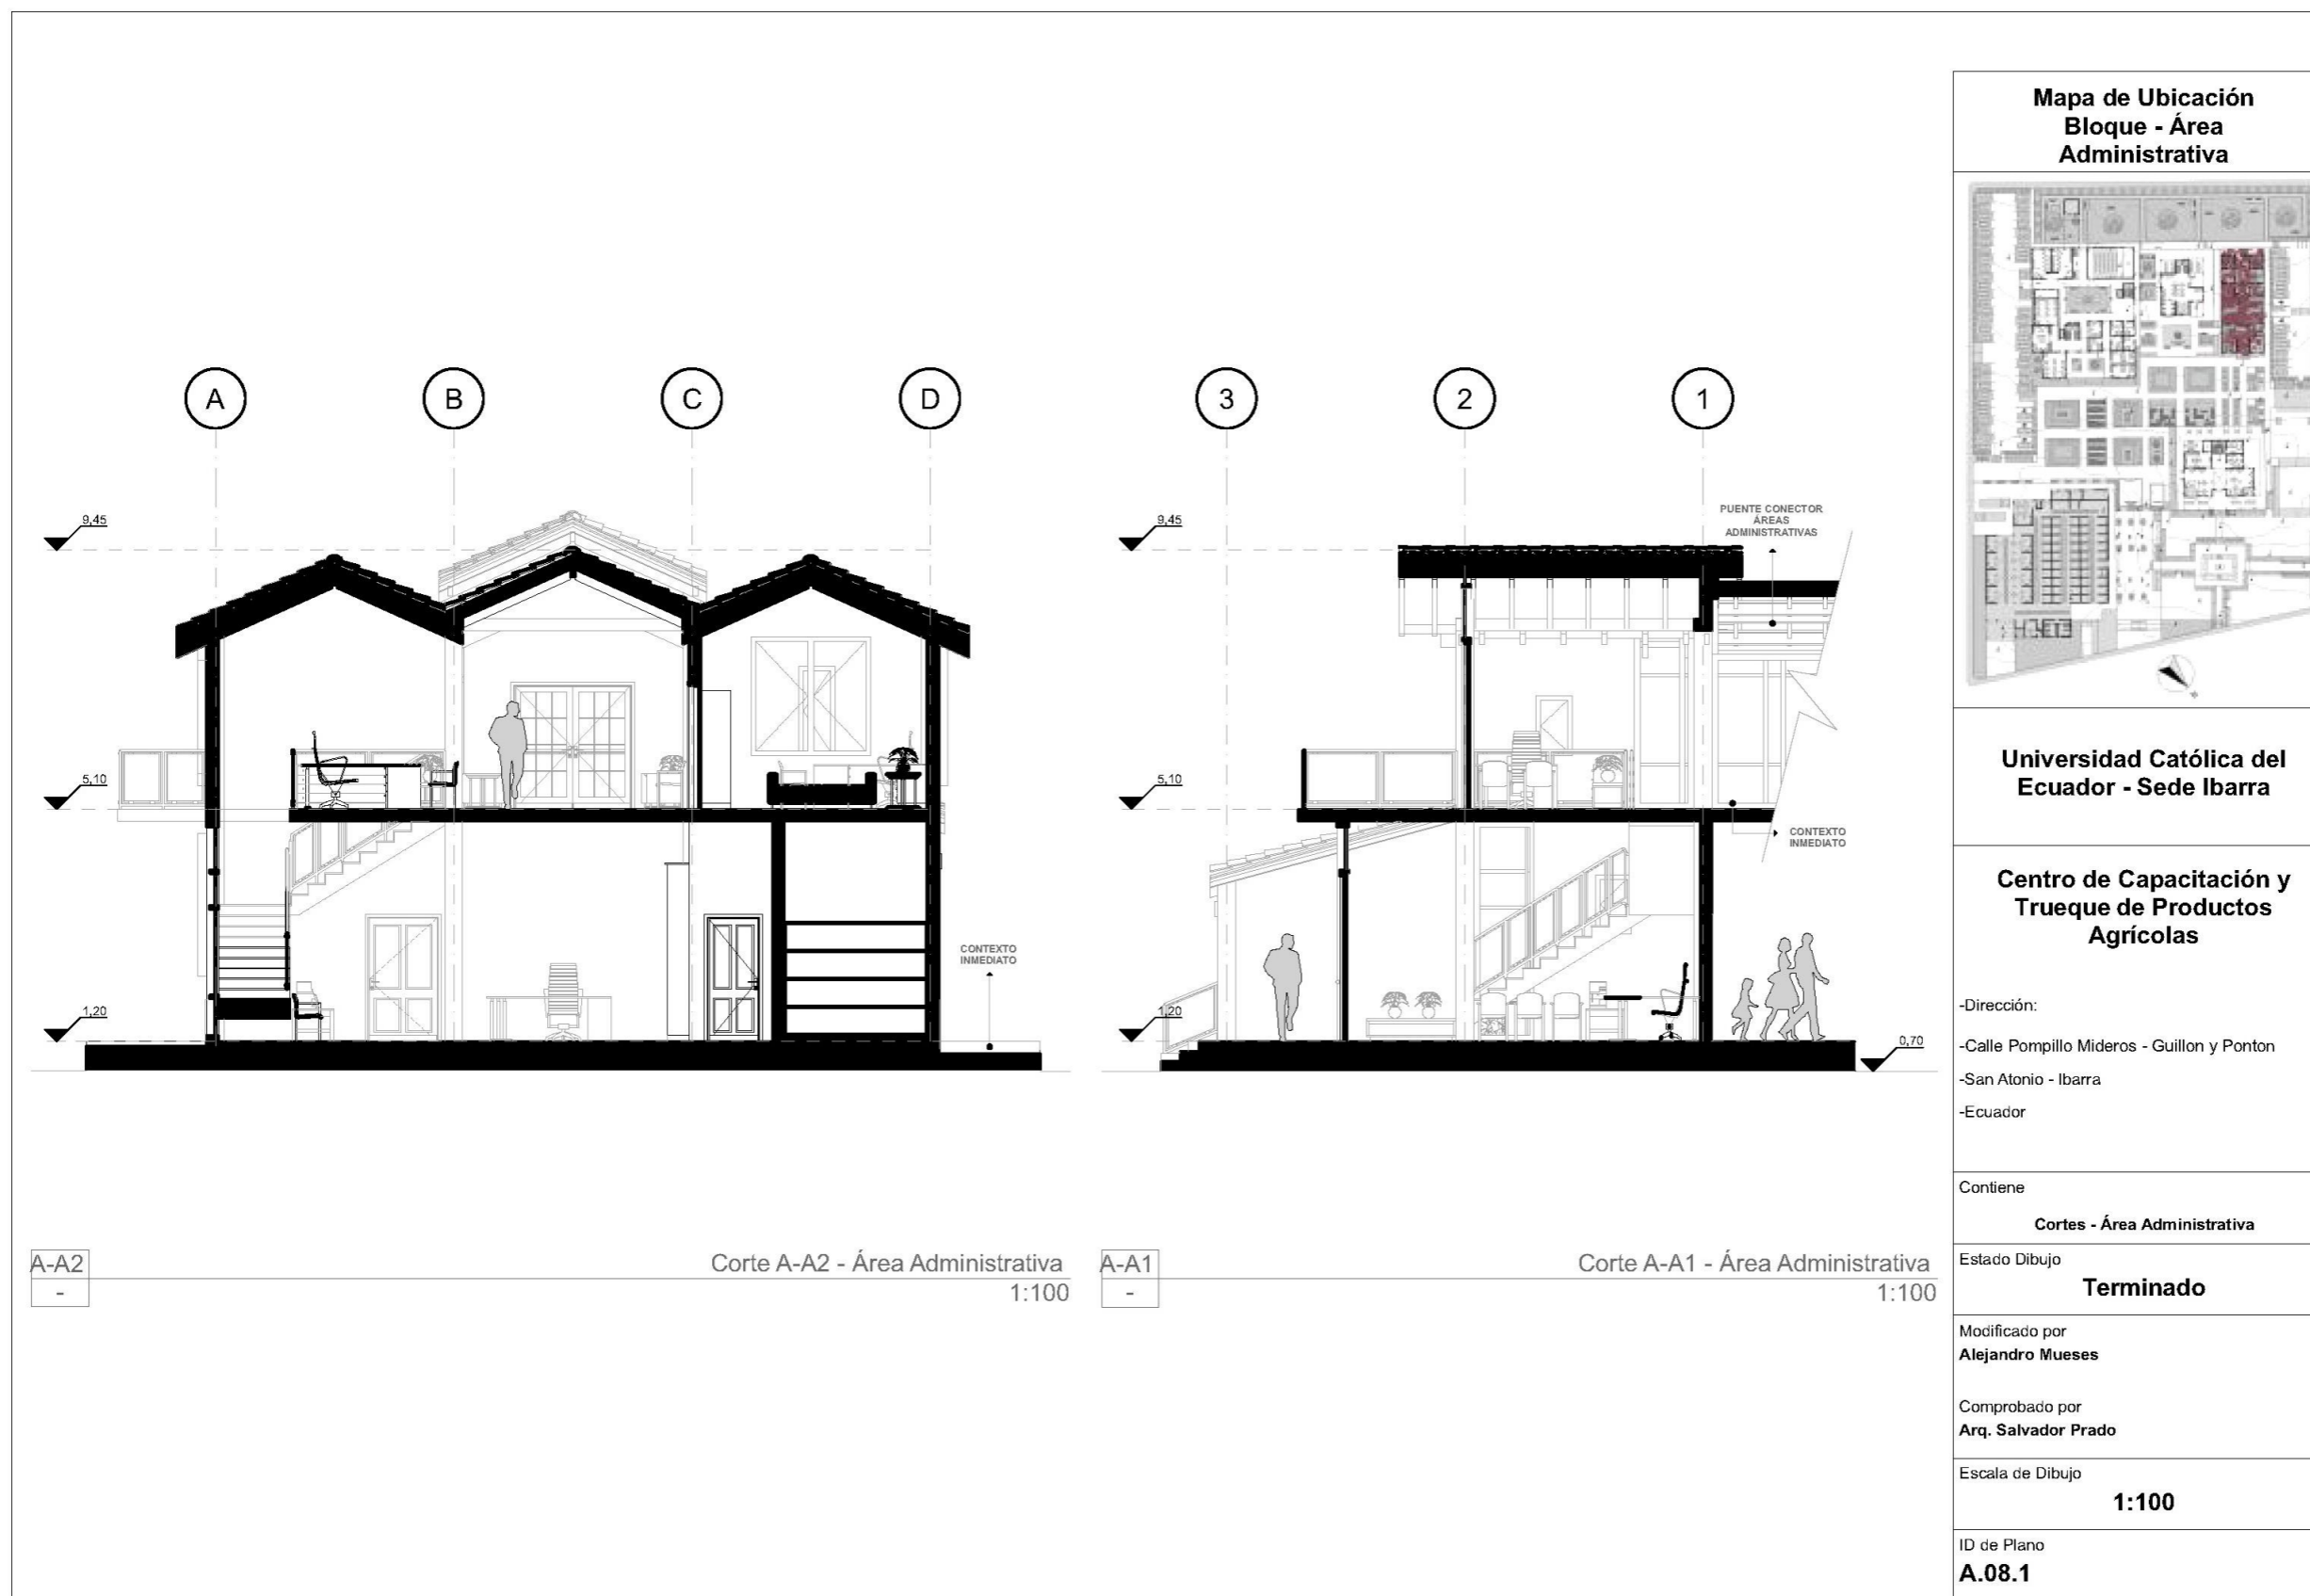 A
B
C
D
9,45
5,10
1,20
CONTEXTO
INMEDIATO
A-A2
-
Corte A-A2 - Área Administrativa
1:100
3
2
1
9,45
PUENTE CONECTOR
ÁREAS
ADMINISTRATIVAS
5,10
CONTEXTO
INMEDIATO
1,20
0,70
A-A1
-
Corte A-A1 - Área Administrativa
1:100
Mapa de Ubicación
Bloque - Área
Administrativa
Universidad Católica del
Ecuador - Sede Ibarra
Centro de Capacitación y
Trueque de Productos
Agrícolas
-Dirección:
-Calle Pompillo Mideros - Guillon y Ponton
-San Atonio - Ibarra
-Ecuador
Contiene
Cortes - Área Administrativa
Estado Dibujo
Terminado
Modificado por
Alejandro Mueses
Comprobado por
Arq. Salvador Prado
Escala de Dibujo
1:100
ID de Plano
A.08.1